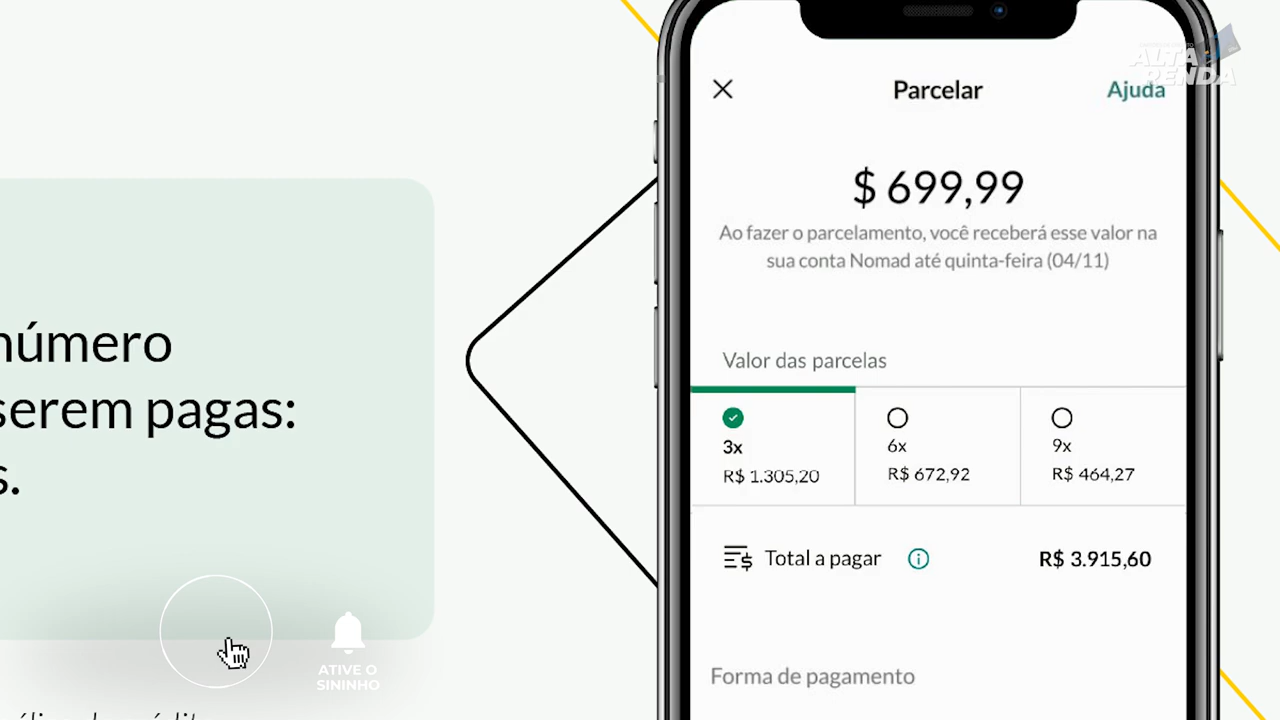 número
serem pagas:
s.
ATIVE O
SININHO
ALTA
RENDA
Parcelar
Ajuda
$ 699,99
Ao fazer o parcelamento, você receberá esse valor na
sua conta Nomad até quinta-feira (04/11)
Valor das parcelas
3x
R$ 1.305,20
6x
R$ 672,92
9x
R$ 464,27
Total a pagar
R$ 3.915,60
Forma de pagamento